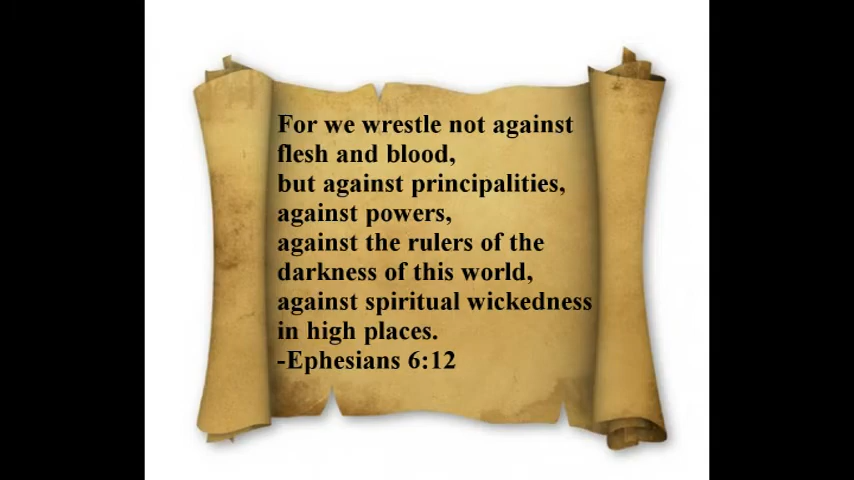 For we wrestle not against
flesh and blood,
but against principalities,
against powers,
against the rulers of the
darkness of this world,
against spiritual wickedness
in high places.
-Ephesians 6:12